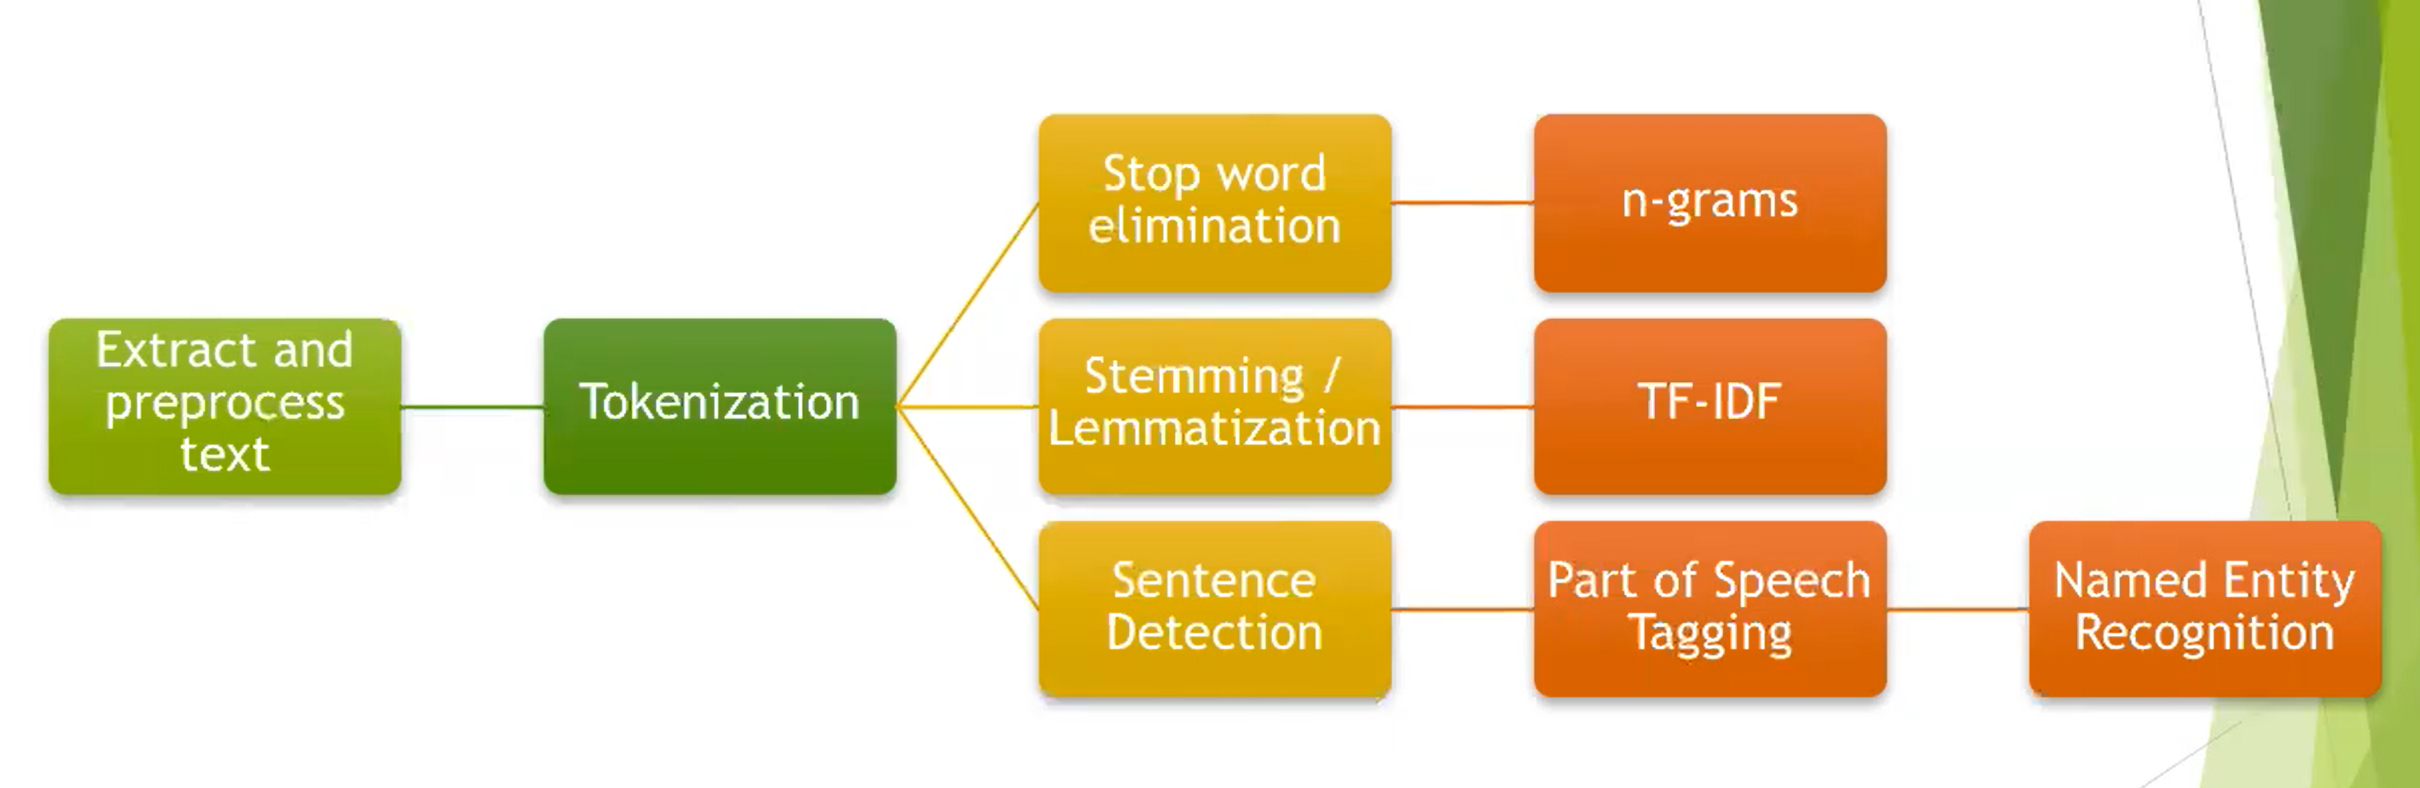 Extract and
preprocess
text
Tokenization
Stop word
elimination
n-grams
Stemming /
Lemmatization
TF-IDF
Sentence
Detection
Part of Speech
Tagging
Named Entity
Recognition